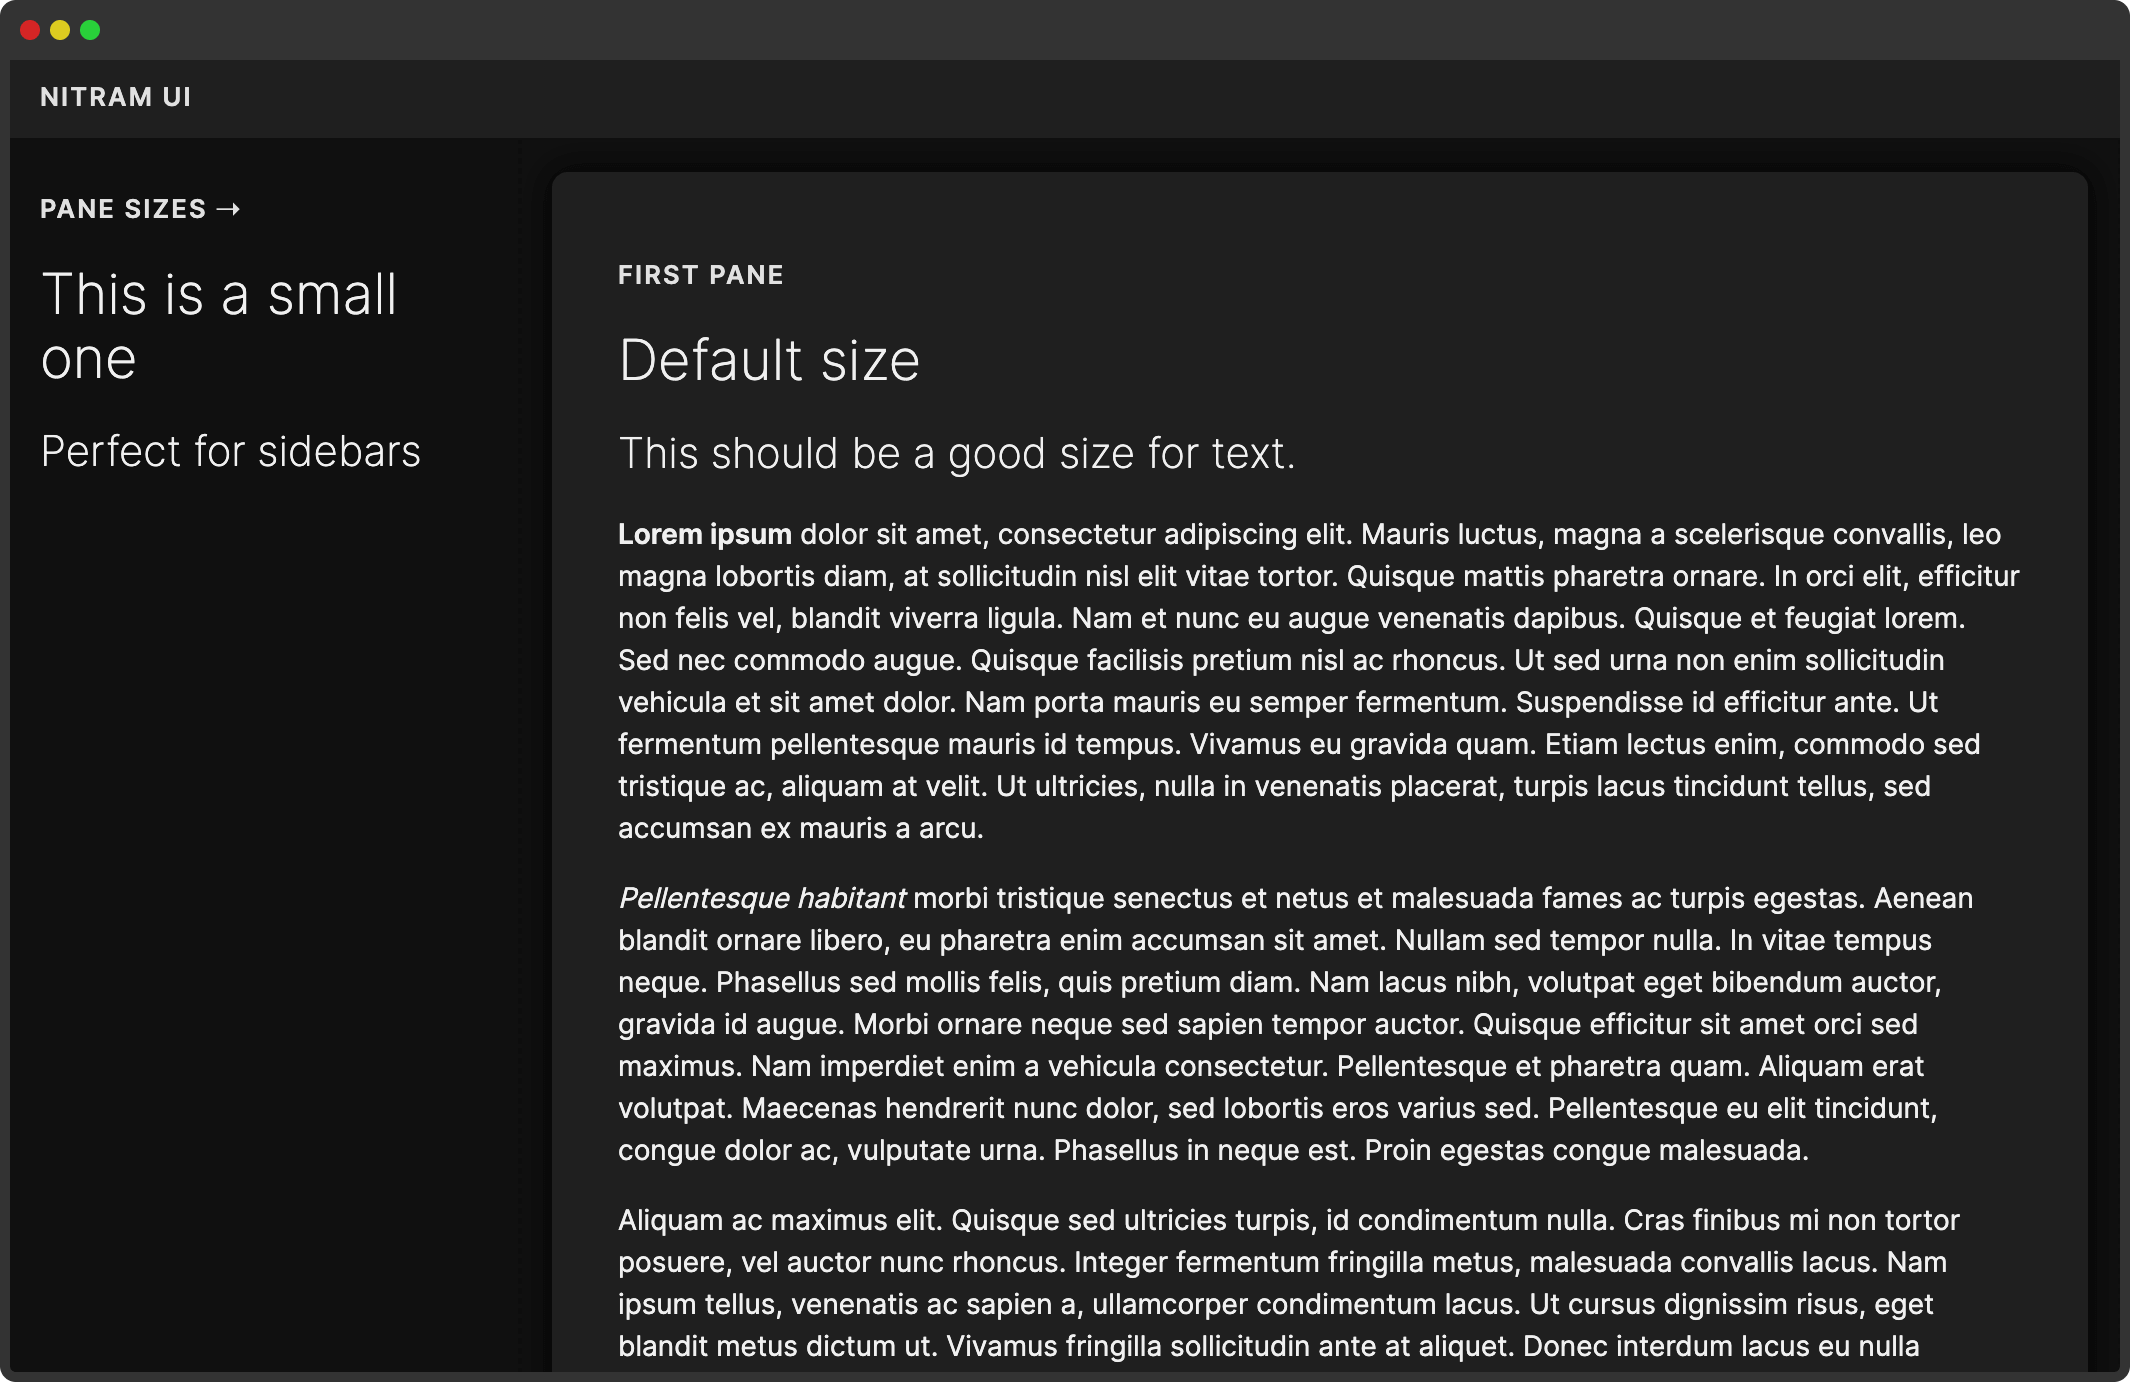 NITRAM UI
PANE SIZES →
This is a small
one
Perfect for sidebars
FIRST PANE
Default size
This should be a good size for text.
Lorem ipsum dolor sit amet, consectetur adipiscing elit. Mauris luctus, magna a scelerisque convallis, leo
magna lobortis diam, at sollicitudin nisl elit vitae tortor. Quisque mattis pharetra ornare. In orci elit, efficitur
non felis vel, blandit viverra ligula. Nam et nunc eu augue venenatis dapibus. Quisque et feugiat lorem.
Sed nec commodo augue. Quisque facilisis pretium nisl ac rhoncus. Ut sed urna non enim sollicitudin
vehicula et sit amet dolor. Nam porta mauris eu semper fermentum. Suspendisse id efficitur ante. Ut
fermentum pellentesque mauris id tempus. Vivamus eu gravida quam. Etiam lectus enim, commodo sed
tristique ac, aliquam at velit. Ut ultricies, nulla in venenatis placerat, turpis lacus tincidunt tellus, sed
accumsan ex mauris a arcu.
Pellentesque habitant morbi tristique senectus et netus et malesuada fames ac turpis egestas. Aenean
blandit ornare libero, eu pharetra enim accumsan sit amet. Nullam sed tempor nulla. In vitae tempus
neque. Phasellus sed mollis felis, quis pretium diam. Nam lacus nibh, volutpat eget bibendum auctor,
gravida id augue. Morbi ornare neque sed sapien tempor auctor. Quisque efficitur sit amet orci sed
maximus. Nam imperdiet enim a vehicula consectetur. Pellentesque et pharetra quam. Aliquam erat
volutpat. Maecenas hendrerit nunc dolor, sed lobortis eros varius sed. Pellentesque eu elit tincidunt,
congue dolor ac, vulputate urna. Phasellus in neque est. Proin egestas congue malesuada.
Aliquam ac maximus elit. Quisque sed ultricies turpis, id condimentum nulla. Cras finibus mi non tortor
posuere, vel auctor nunc rhoncus. Integer fermentum fringilla metus, malesuada convallis lacus. Nam
ipsum tellus, venenatis ac sapien a, ullamcorper condimentum lacus. Ut cursus dignissim risus, eget
blandit metus dictum ut. Vivamus fringilla sollicitudin ante at aliquet. Donec interdum lacus eu nulla